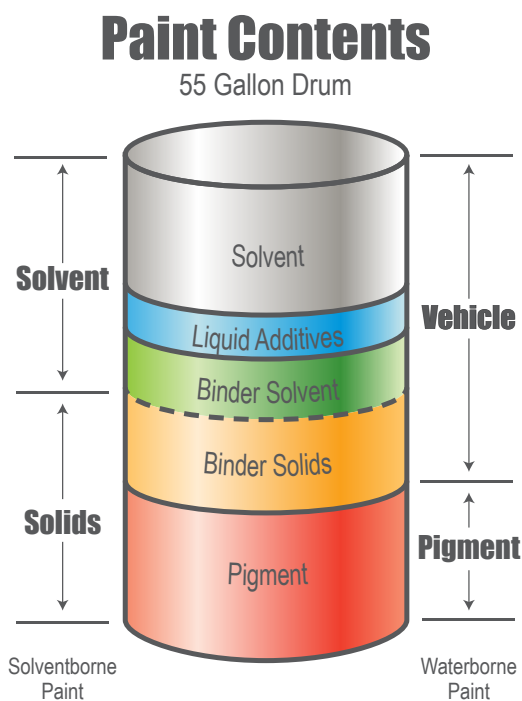 Paint Contents
55 Gallon Drum
Solvent
Solvent
Vehicle
Liquid Additives
Binder Solvent
Binder Solids
Solids
Pigment
Pigment
Solventborne
Paint
Waterborne
Paint